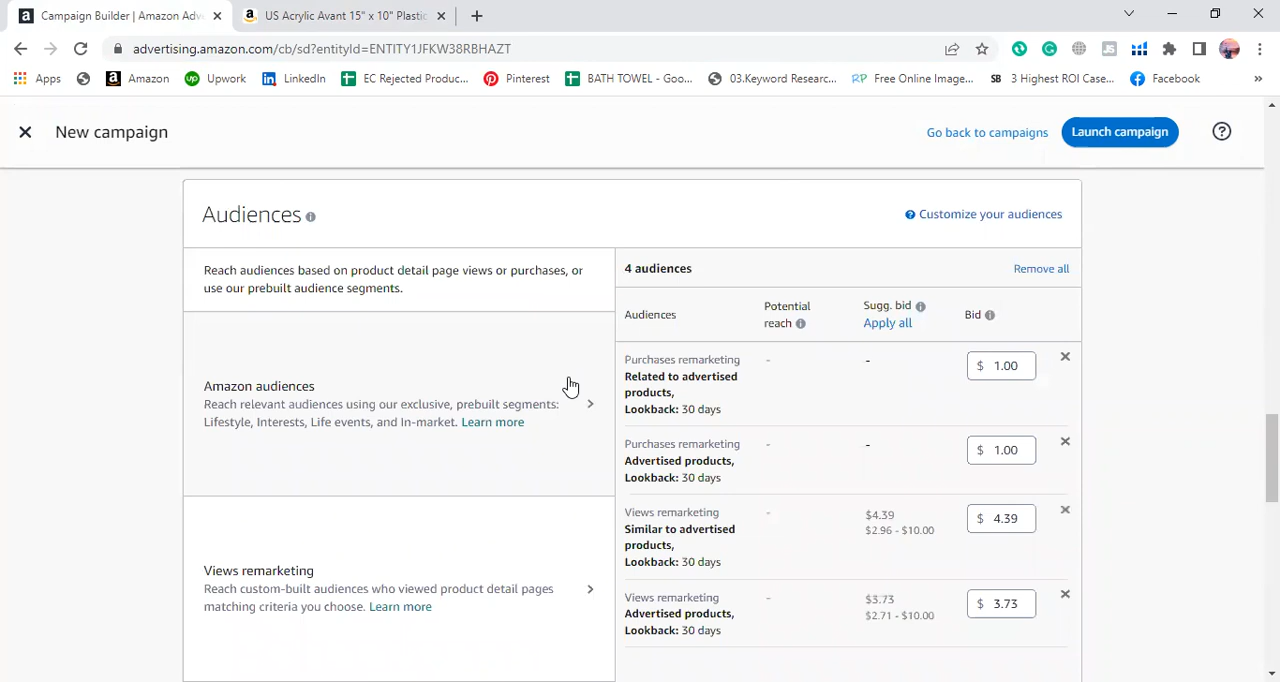 Campaign Builder | Amazon Adv
US Acrylic Avant 15" x 10" Plastic
advertising.amazon.com/cb/sd?entityId=ENTITY1JFKW38RBHAZT
Apps
Amazon
Upwork
LinkedIn
EC Rejected Produc...
Pinterest
BATH TOWEL - Goo...
03.Keyword Researc...
RP Free Online Image...
SB 3 Highest ROI Case...
Facebook
New campaign
Go back to campaigns
Launch campaign
Audiences
Customize your audiences
Reach audiences based on product detail page views or purchases, or
use our prebuilt audience segments.
Amazon audiences
Reach relevant audiences using our exclusive, prebuilt segments:
Lifestyle, Interests, Life events, and In-market. Learn more
Views remarketing
Reach custom-built audiences who viewed product detail pages
matching criteria you choose. Learn more
4 audiences
Remove all
Audiences
Potential
reach
Sugg. bid
Apply all
Bid
Purchases remarketing
Related to advertised
products,
Lookback: 30 days
-
-
$ 1.00
Purchases remarketing
Advertised products,
Lookback: 30 days
-
-
$ 1.00
Views remarketing
Similar to advertised
products,
Lookback: 30 days
-
$4.39
$2.96 - $10.00
$ 4.39
Views remarketing
Advertised products,
Lookback: 30 days
-
$3.73
$2.71 - $10.00
$ 3.73